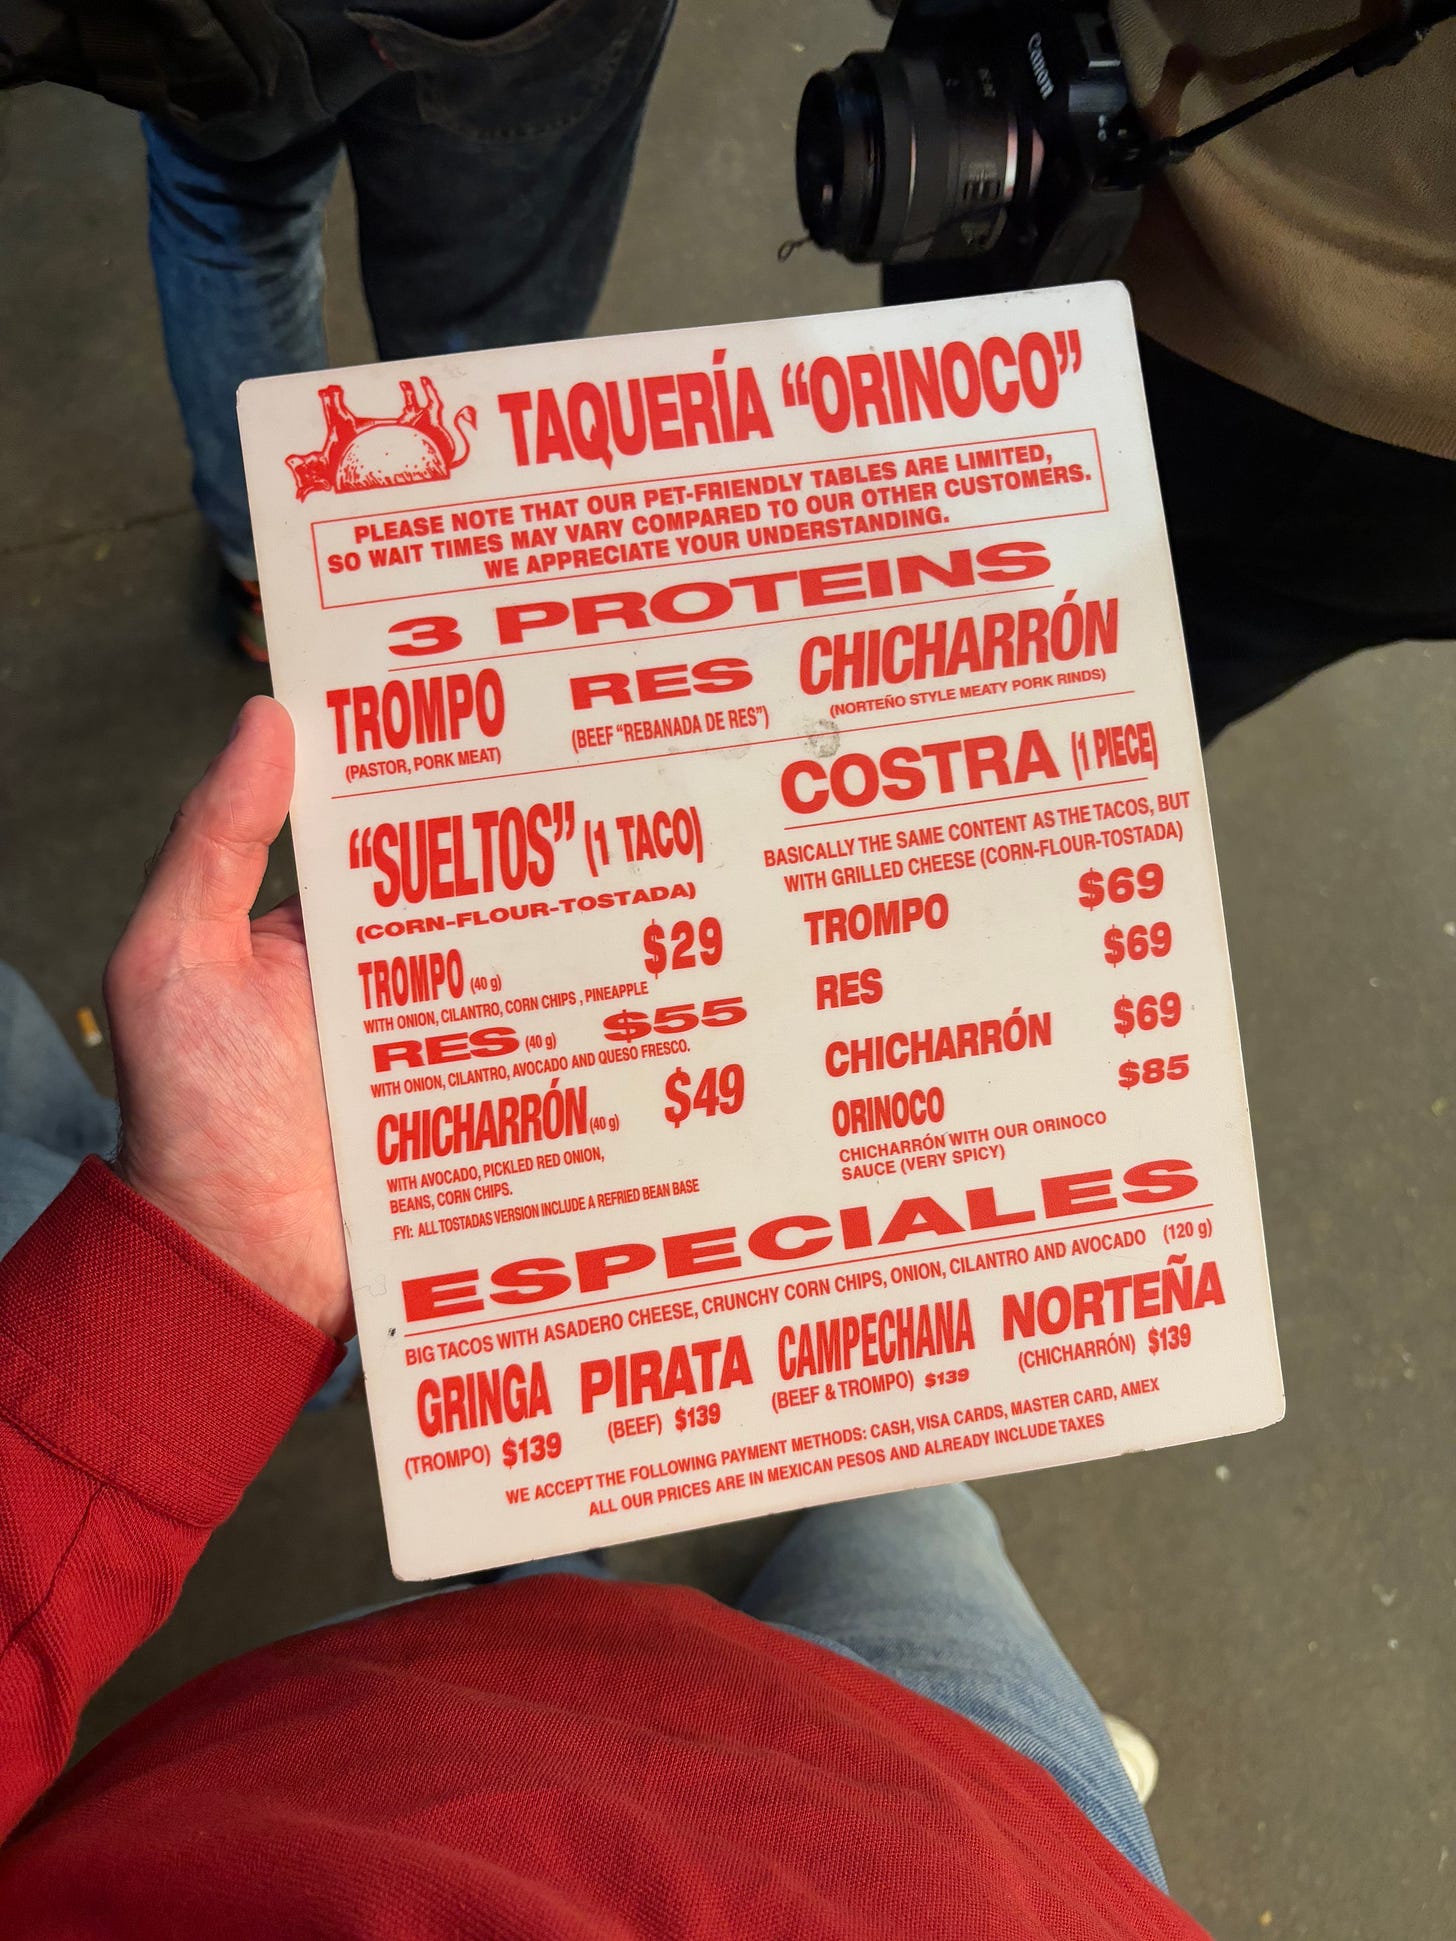 Canon
TAQUERÍA “ORINOCO”
PLEASE NOTE THAT OUR PET-FRIENDLY TABLES ARE LIMITED,
SO WAIT TIMES MAY VARY COMPARED TO OUR OTHER CUSTOMERS.
WE APPRECIATE YOUR UNDERSTANDING.
3 PROTEINS
TROMPO
(PASTOR, PORK MEAT)
RES
(BEEF “REBANADA DE RES”)
CHICHARRÓN
(NORTEÑO STYLE MEATY PORK RINDS)
“SUELTOS” (1 TACO)
(CORN-FLOUR-TOSTADA)
TROMPO (40 g) $29
WITH ONION, CILANTRO, CORN CHIPS , PINEAPPLE
RES (40 g) $55
WITH ONION, CILANTRO, AVOCADO AND QUESO FRESCO.
CHICHARRÓN (40 g) $49
WITH AVOCADO, PICKLED RED ONION,
BEANS, CORN CHIPS.
FYI: ALL TOSTADAS VERSION INCLUDE A REFRIED BEAN BASE
COSTRA (1 PIECE)
BASICALLY THE SAME CONTENT AS THE TACOS, BUT
WITH GRILLED CHEESE (CORN-FLOUR-TOSTADA)
TROMPO $69
RES $69
CHICHARRÓN $69
ORINOCO $85
CHICHARRÓN WITH OUR ORINOCO
SAUCE (VERY SPICY)
ESPECIALES
BIG TACOS WITH ASADERO CHEESE, CRUNCHY CORN CHIPS, ONION, CILANTRO AND AVOCADO (120 g)
GRINGA
(TROMPO) $139
PIRATA
(BEEF) $139
CAMPECHANA
(BEEF & TROMPO) $139
NORTEÑA
(CHICHARRÓN) $139
WE ACCEPT THE FOLLOWING PAYMENT METHODS: CASH, VISA CARDS, MASTER CARD, AMEX
ALL OUR PRICES ARE IN MEXICAN PESOS AND ALREADY INCLUDE TAXES